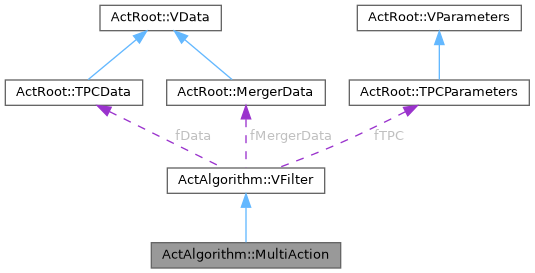 ActRoot::VData
ActRoot::VParameters
ActRoot::TPCData
ActRoot::MergerData
ActRoot::TPCParameters
fData
fMergerData
fTPC
ActAlgorithm::VFilter
ActAlgorithm::MultiAction